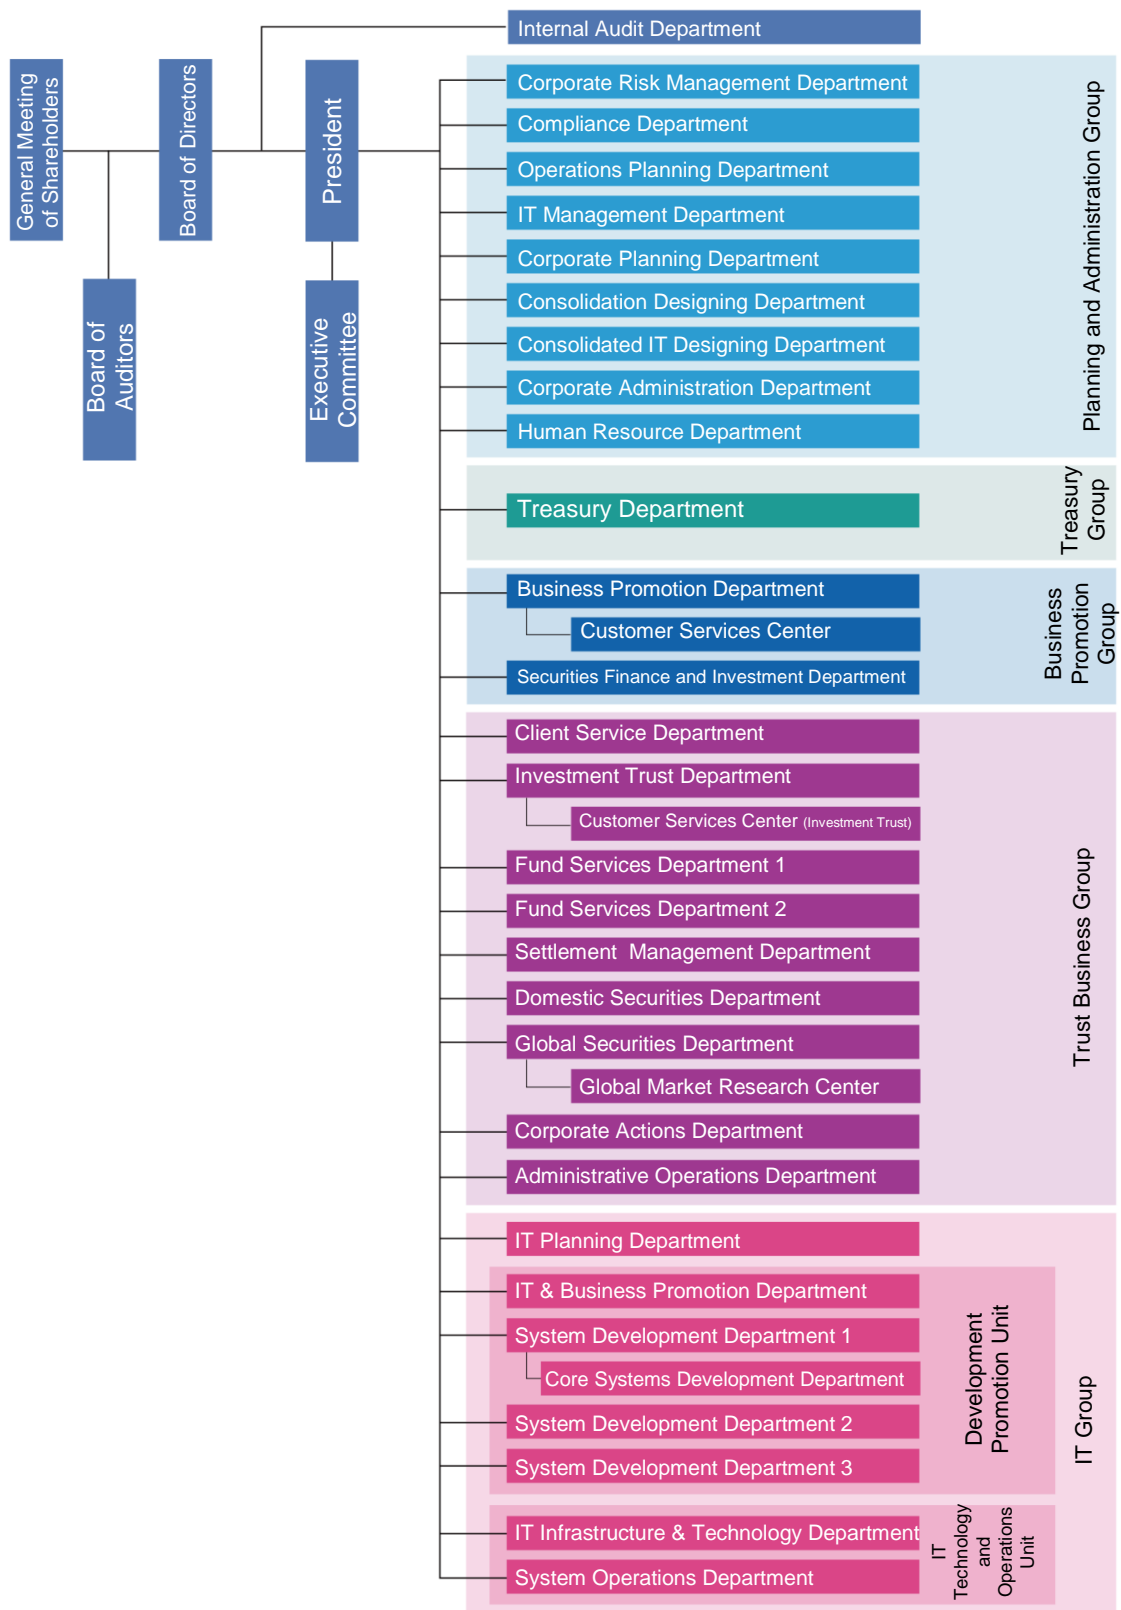 General Meeting
of Shareholders
Board of Directors
President
Board of
Auditors
Executive
Committee
Internal Audit Department
Corporate Risk Management Department
Compliance Department
Operations Planning Department
IT Management Department
Corporate Planning Department
Consolidation Designing Department
Consolidated IT Designing Department
Corporate Administration Department
Human Resource Department
Planning and Administration Group
Treasury Department
Treasury
Group
Business Promotion Department
Customer Services Center
Securities Finance and Investment Department
Business
Promotion
Group
Client Service Department
Investment Trust Department
Customer Services Center (Investment Trust)
Fund Services Department 1
Fund Services Department 2
Settlement  Management Department
Domestic Securities Department
Global Securities Department
Global Market Research Center
Corporate Actions Department
Administrative Operations Department
Trust Business Group
IT Planning Department
IT & Business Promotion Department
System Development Department 1
Core Systems Development Department
System Development Department 2
System Development Department 3
Development
Promotion Unit
IT Infrastructure & Technology Department
System Operations Department
IT
Technology
and
Operations
Unit
IT Group